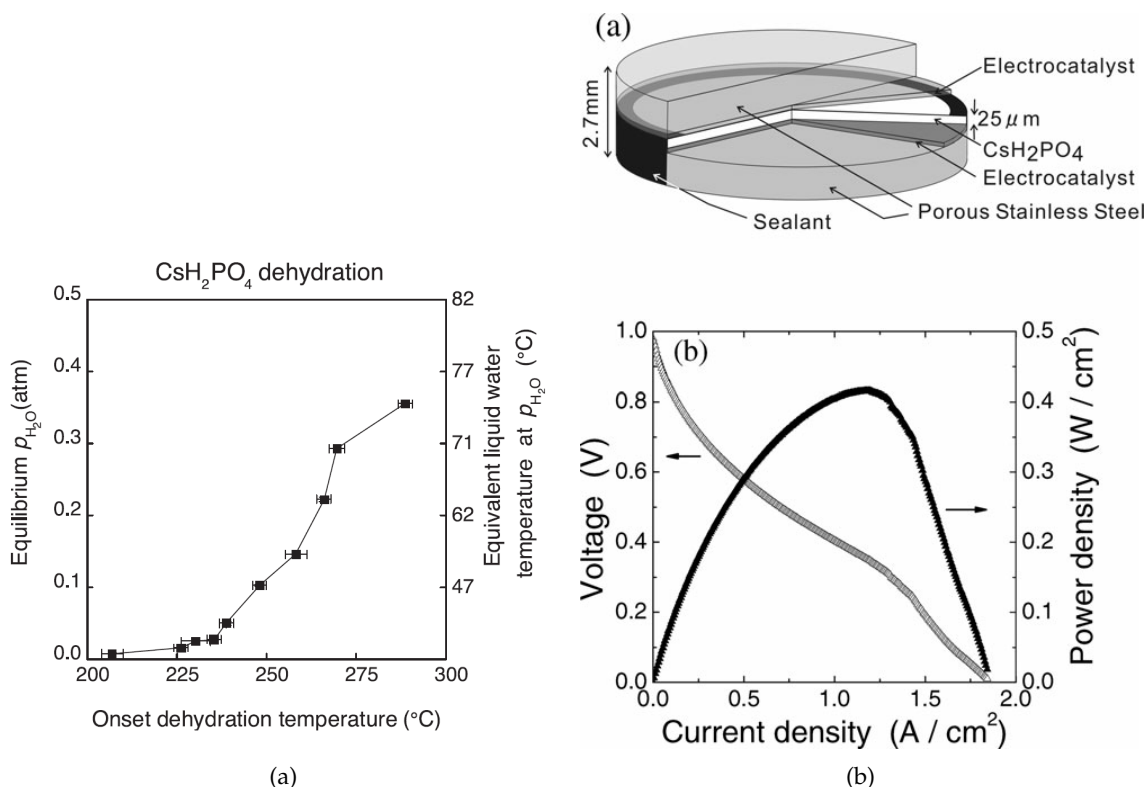 CsH2PO4 dehydration
0.5
0.4
0.3
0.2
0.1
0.0
Equilibrium pH2O(atm)
82
77
71
62
47
Equivalent liquid water
temperature at pH2O (°C)
200
225
250
275
300
Onset dehydration temperature (°C)
(a)
(a)
2.7mm
Electrocatalyst
25μm
CsH2PO4
Electrocatalyst
Porous Stainless Steel
Sealant
(b)
1.0
0.8
0.6
0.4
0.2
0.0
Voltage (V)
0.5
0.4
0.3
0.2
0.1
0.0
Power density (W / cm2)
0.0
0.5
1.0
1.5
2.0
Current density (A / cm2)
(b)